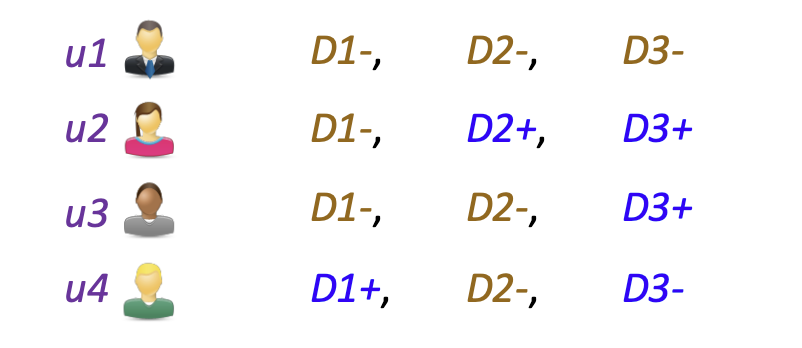 u1 D1-, D2-, D3-
u2 D1-, D2+, D3+
u3 D1-, D2-, D3+
u4 D1+, D2-, D3-